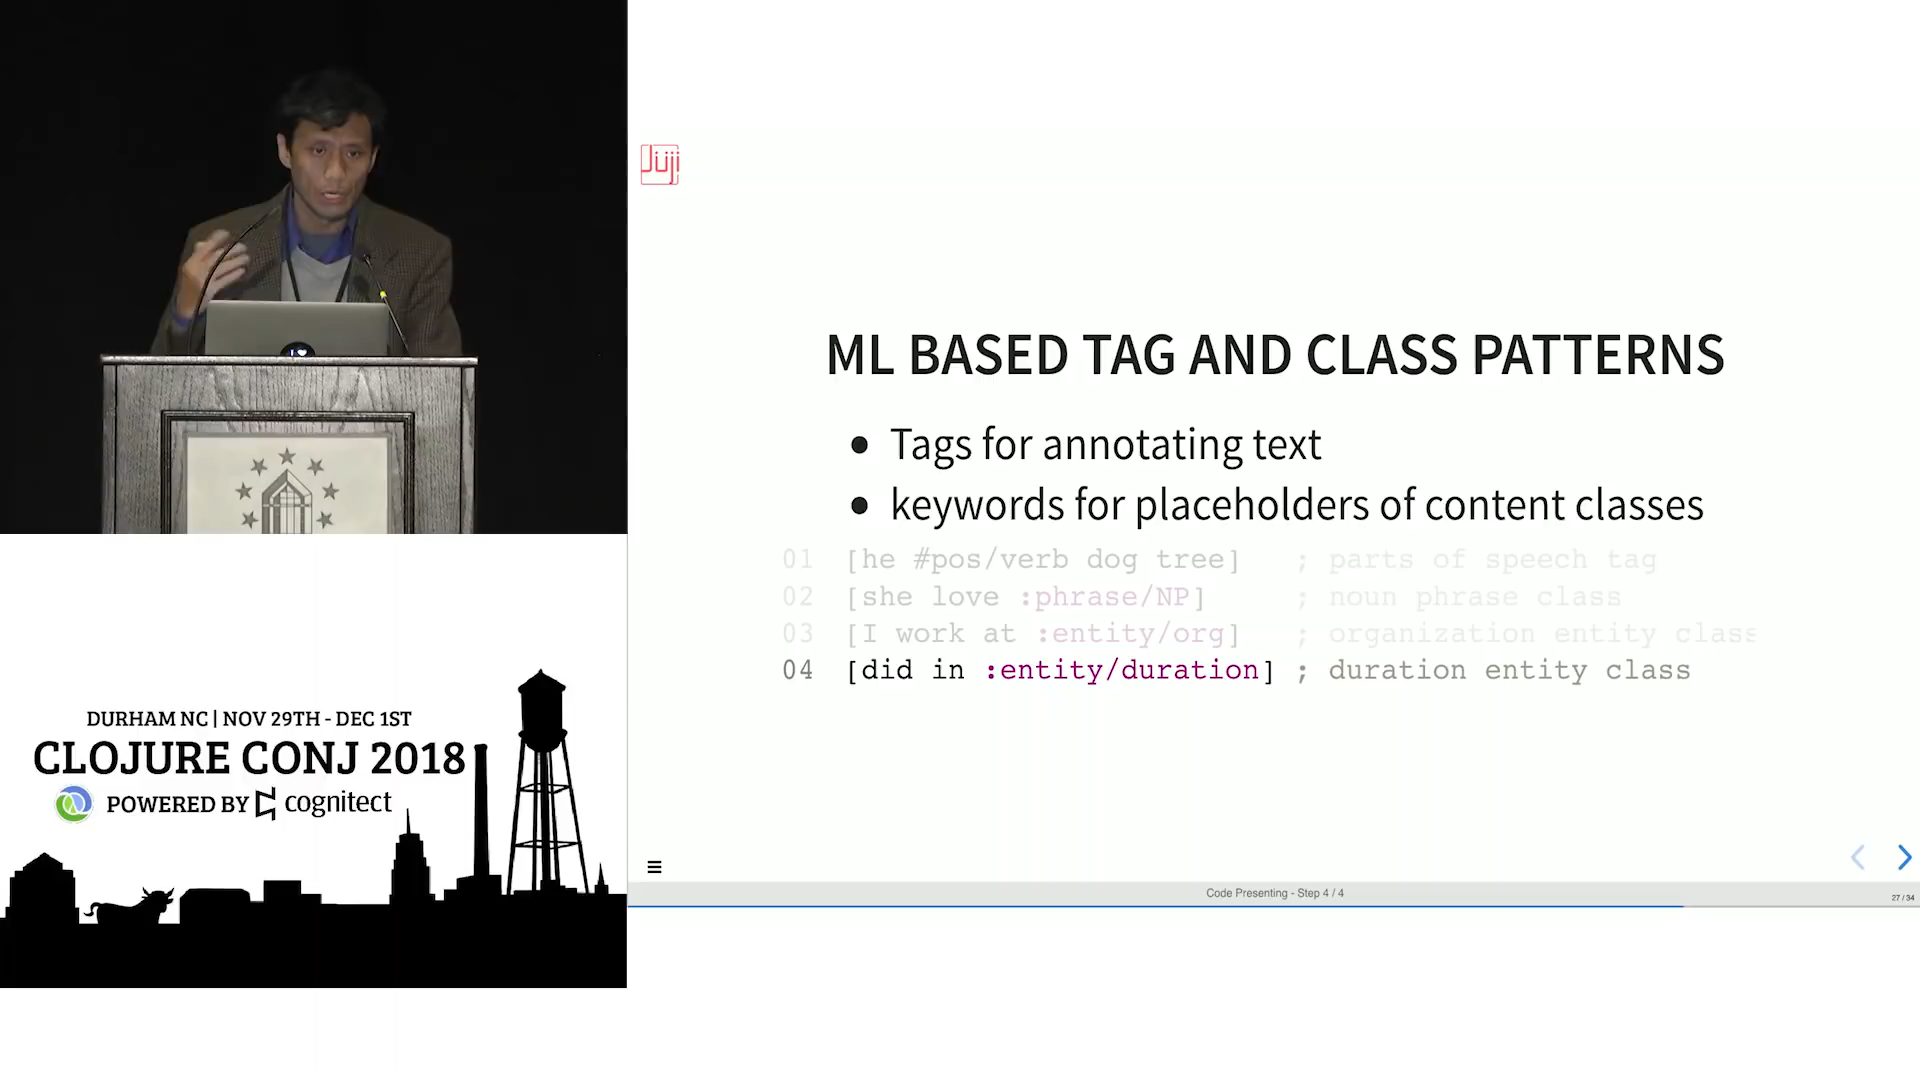 Juji
ML BASED TAG AND CLASS PATTERNS
• Tags for annotating text
• keywords for placeholders of content classes
01 [he #pos/verb dog tree] ; parts of speech tag
02 [she love :phrase/NP] ; noun phrase class
03 [I work at :entity/org] ; organization entity class
04 [did in :entity/duration] ; duration entity class
Code Presenting - Step 4 / 4
27 / 34
DURHAM NC | NOV 29TH - DEC 1ST
CLOJURE CONJ 2018
POWERED BY cognitect